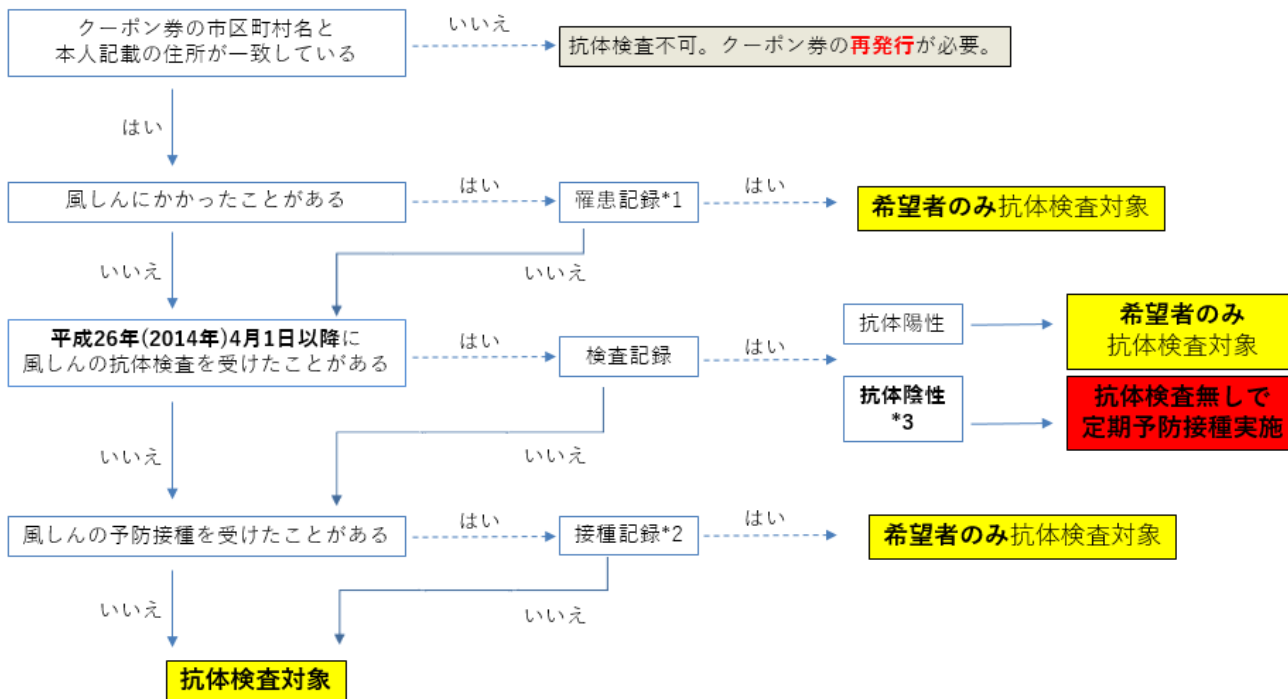 クーポン券の市区町村名と
本人記載の住所が一致している
いいえ
抗体検査不可。クーポン券の再発行が必要。
はい
風しんにかかったことがある
はい
罹患記録*1
はい
希望者のみ抗体検査対象
いいえ
いいえ
平成26年(2014年)4月1日以降に
風しんの抗体検査を受けたことがある
はい
検査記録
はい
抗体陽性
希望者のみ
抗体検査対象
抗体陰性
*3
抗体検査無しで
定期予防接種実施
いいえ
いいえ
風しんの予防接種を受けたことがある
はい
接種記録*2
はい
希望者のみ抗体検査対象
いいえ
いいえ
抗体検査対象